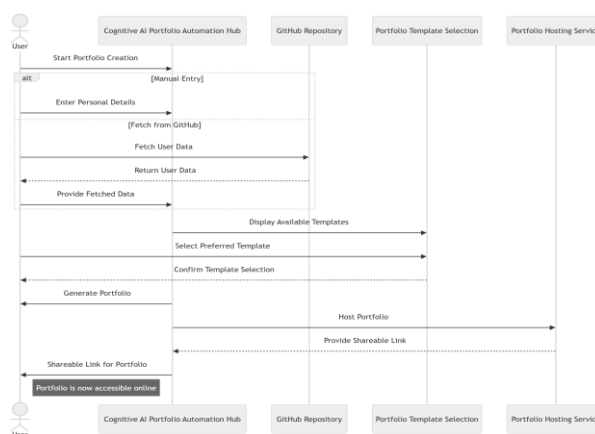 User
Cognitive AI Portfolio Automation Hub
GitHub Repository
Portfolio Template Selection
Portfolio Hosting Servic
Start Portfolio Creation
alt
[Manual Entry]
Enter Personal Details
[Fetch from GitHub]
Fetch User Data
Return User Data
Provide Fetched Data
Display Available Templates
Select Preferred Template
Confirm Template Selection
Generate Portfolio
Host Portfolio
Provide Shareable Link
Shareable Link for Portfolio
Portfolio is now accessible online
User
Cognitive AI Portfolio Automation Hub
GitHub Repository
Portfolio Template Selection
Portfolio Hosting Servic